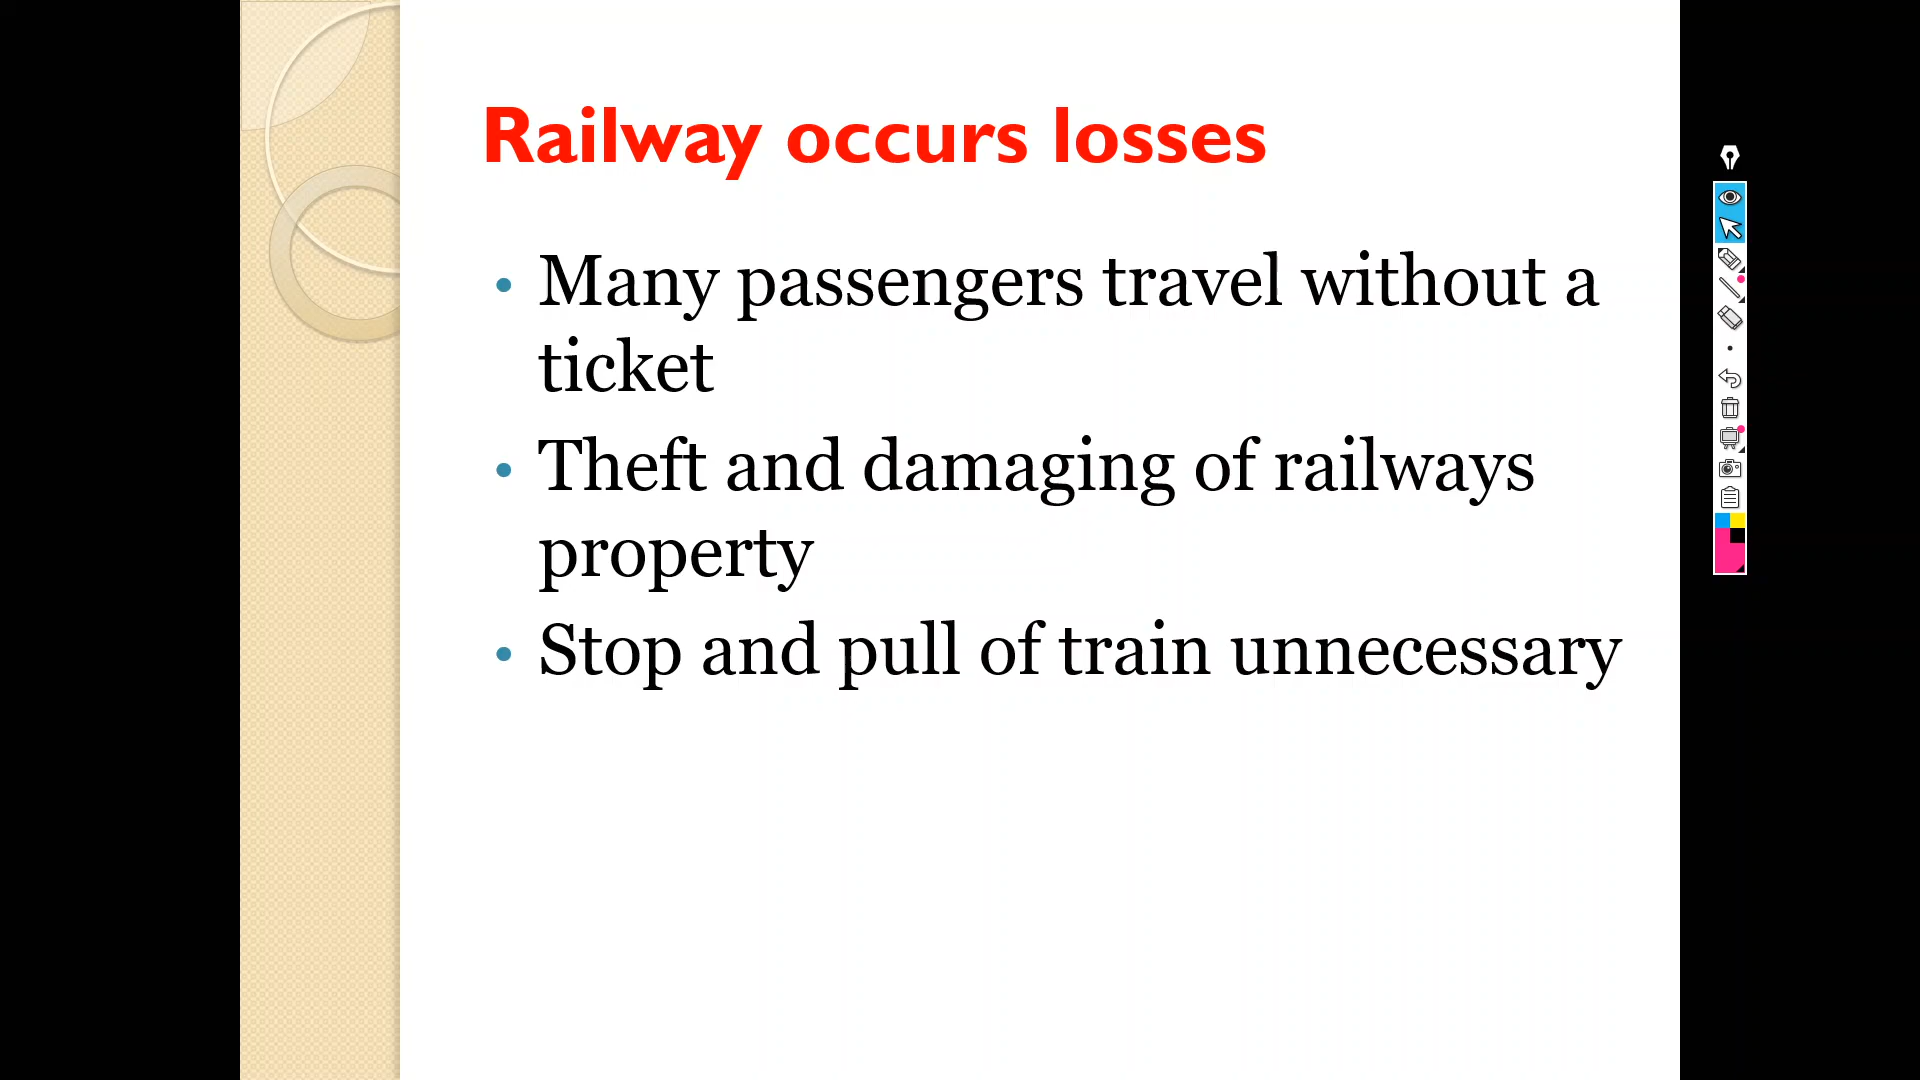 Railway occurs losses
• Many passengers travel without a
ticket
• Theft and damaging of railways
property
• Stop and pull of train unnecessary